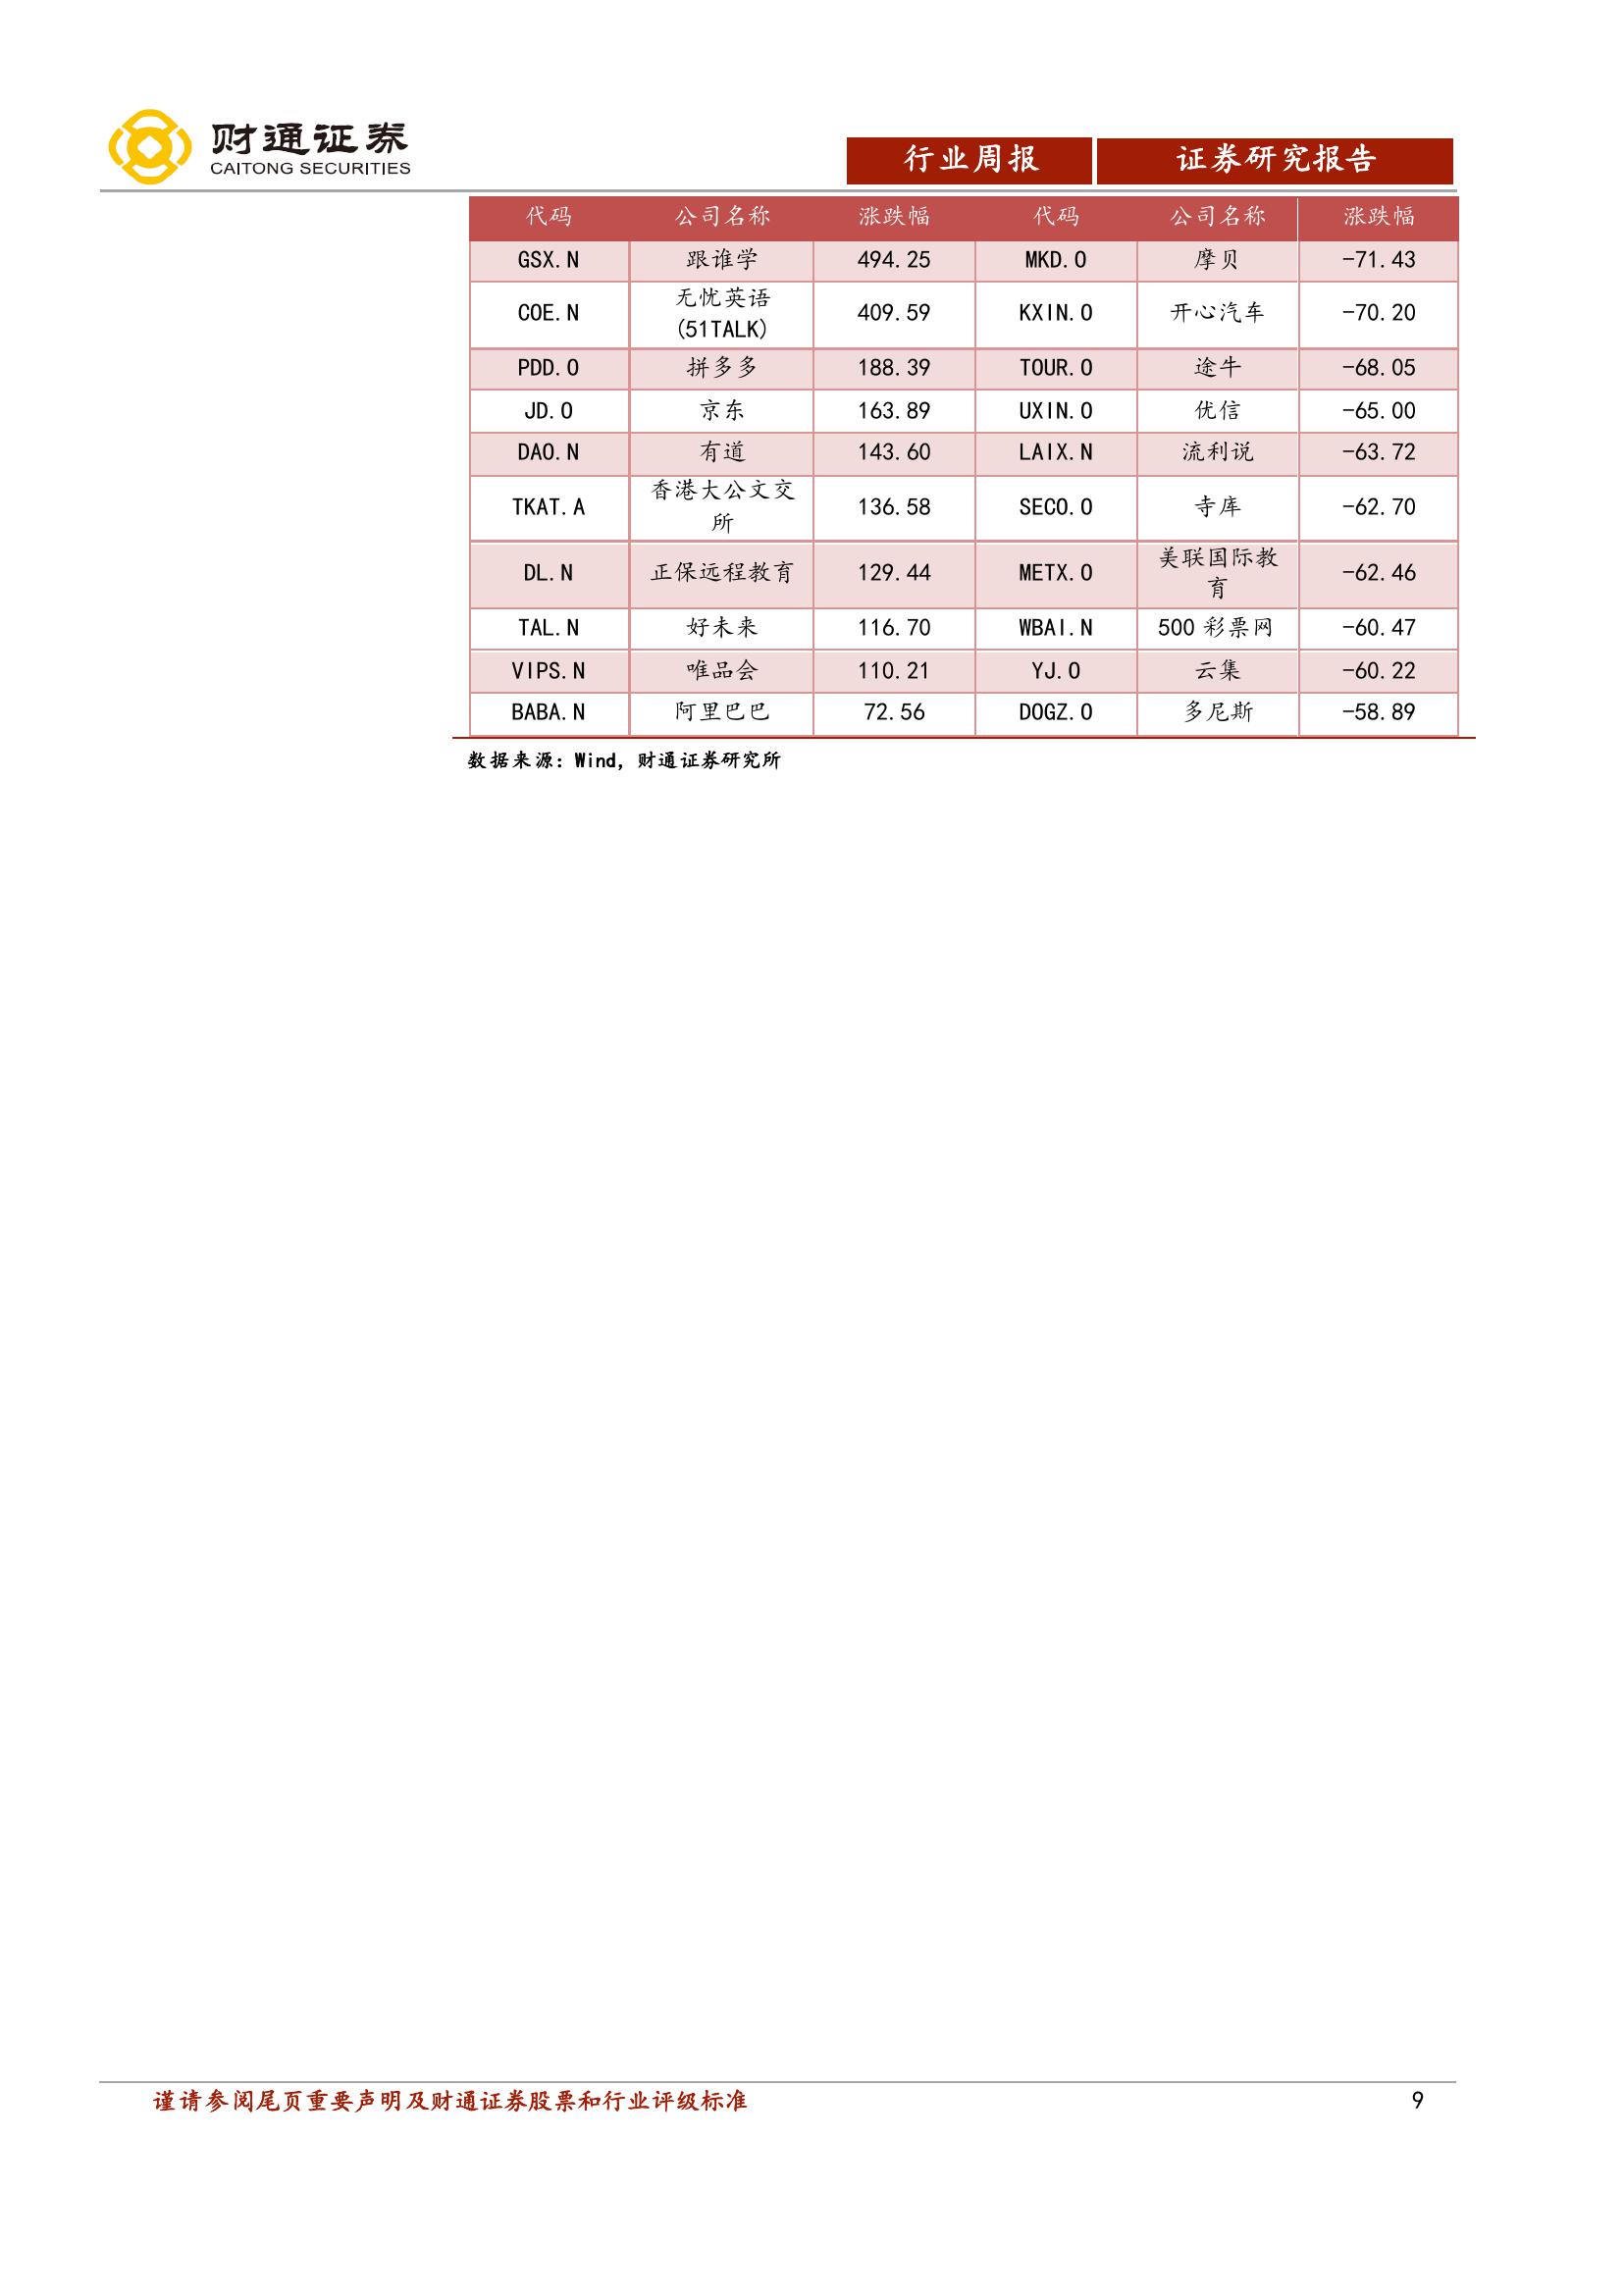 财通证券
CAITONG SECURITIES
行业周报 证券研究报告
代码 公司名称 涨跌幅 代码 公司名称 涨跌幅
GSX.N 跟谁学 494.25 MKD.O 摩贝 -71.43
COE.N 无忧英语 (51TALK) 409.59 KXIN.O 开心汽车 -70.20
PDD.O 拼多多 188.39 TOUR.O 途牛 -68.05
JD.O 京东 163.89 UXIN.O 优信 -65.00
DAO.N 有道 143.60 LAIX.N 流利说 -63.72
TKAT.A 香港大公文交所 136.58 SECO.O 寺库 -62.70
DL.N 正保远程教育 129.44 METX.O 美联国际教育 -62.46
TAL.N 好未来 116.70 WBAI.N 500 彩票网 -60.47
VIPS.N 唯品会 110.21 YJ.O 云集 -60.22
BABA.N 阿里巴巴 72.56 DOGZ.O 多尼斯 -58.89
数据来源：Wind，财通证券研究所
谨请参阅尾页重要声明及财通证券股票和行业评级标准 9